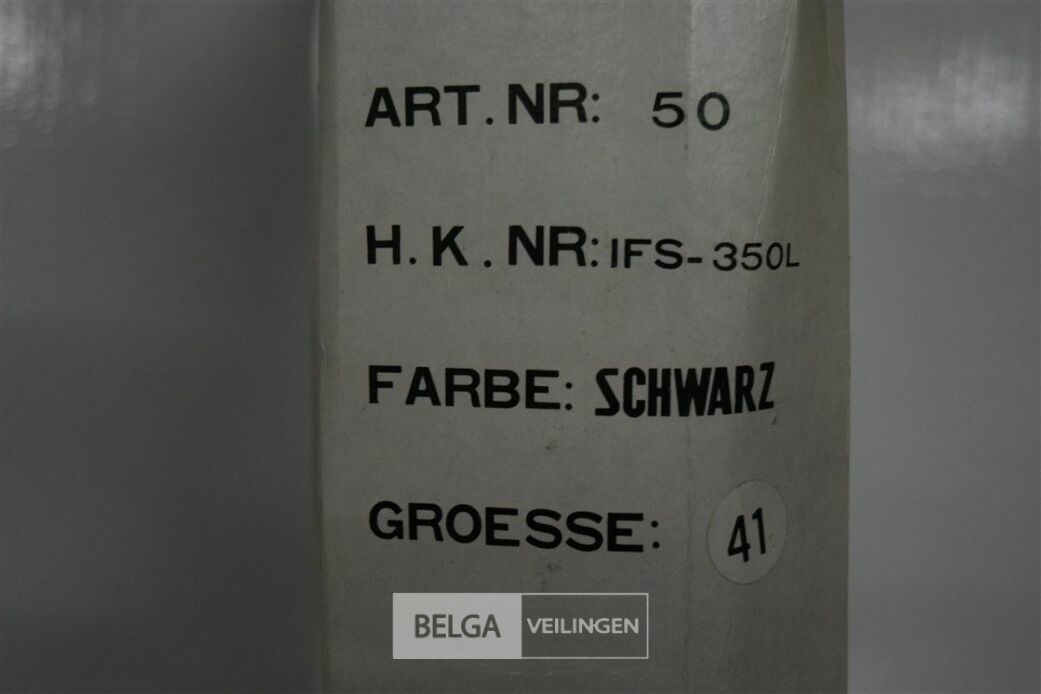 ART.NR: 50
H.K. NR: IFS-350L
FARBE: SCHWARZ
GROESSE: 41
BELGA VEILINGEN